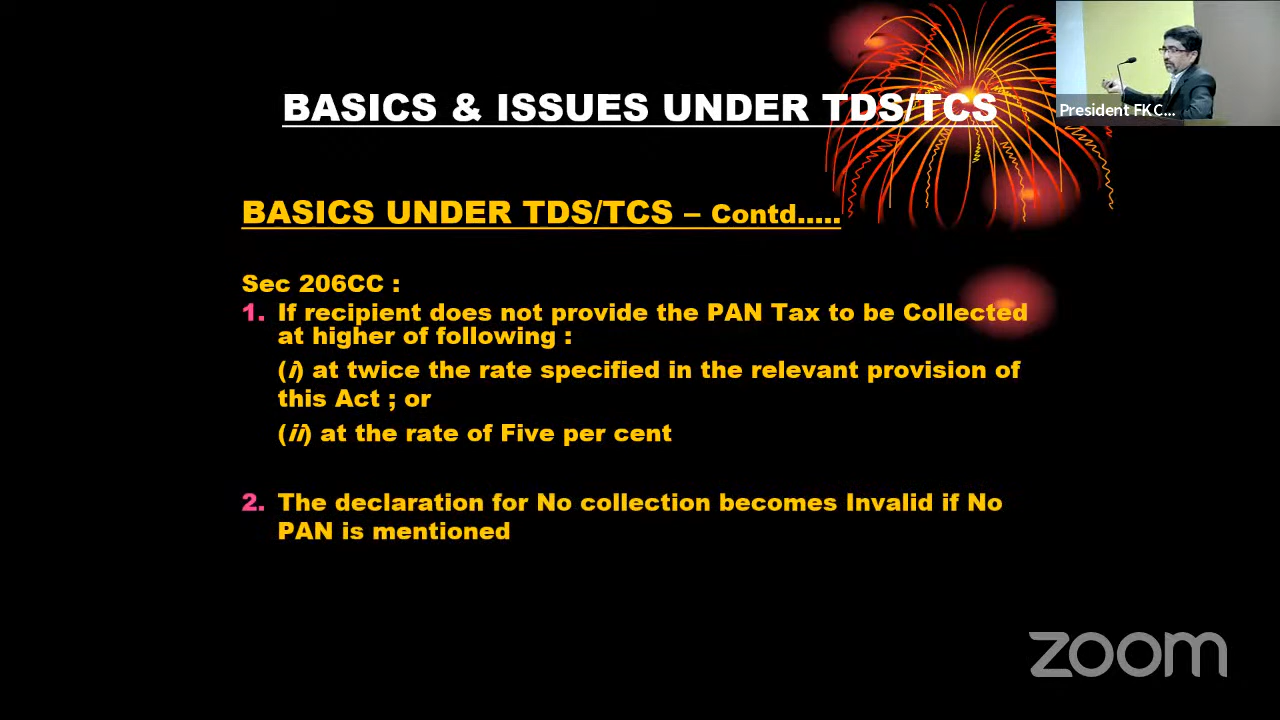 BASICS & ISSUES UNDER TDS/TCS
President FKC...
BASICS UNDER TDS/TCS – Contd.....
Sec 206CC :
1. If recipient does not provide the PAN Tax to be Collected
at higher of following :
(i) at twice the rate specified in the relevant provision of
this Act ; or
(ii) at the rate of Five per cent
2. The declaration for No collection becomes Invalid if No
PAN is mentioned
zoom